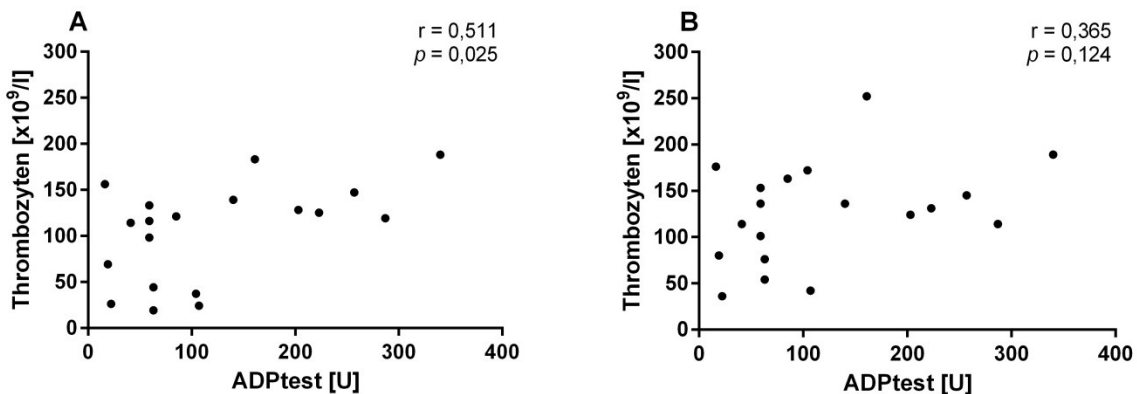 A
r = 0,511
p = 0,025
Thrombozyten [x10⁹/l]
300
250
200
150
100
50
0
0 100 200 300 400
ADPtest [U]
B
r = 0,365
p = 0,124
Thrombozyten [x10⁹/l]
300
250
200
150
100
50
0
0 100 200 300 400
ADPtest [U]